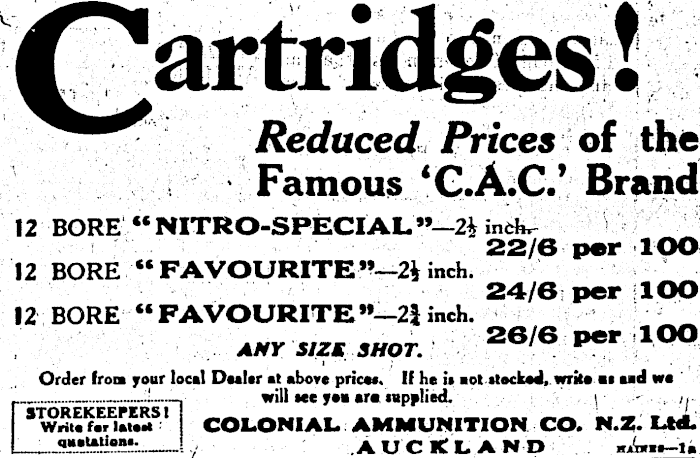 Cartridges!
Reduced Prices of the
Famous 'C.A.C.' Brand
12 BORE "NITRO-SPECIAL"—2½ inch.
22/6 per 100
12 BORE "FAVOURITE"—2½ inch.
24/6 per 100
12 BORE "FAVOURITE"—2¾ inch.
26/6 per 100
ANY SIZE SHOT.
Order from your local Dealer at above prices. If he is not stocked, write us and we
will see you are supplied.
STOREKEEPERS!
Write for latest
quotations.
COLONIAL AMMUNITION CO. N.Z. Ltd.
AUCKLAND
HAINES—1a